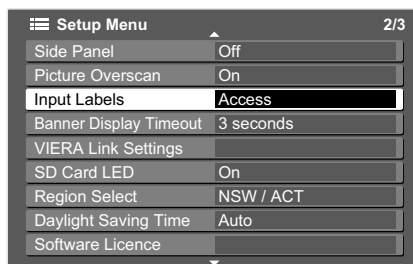 Setup Menu 2/3
Side Panel Off
Picture Overscan On
Input Labels Access
Banner Display Timeout 3 seconds
VIERA Link Settings
SD Card LED On
Region Select NSW / ACT
Daylight Saving Time Auto
Software Licence